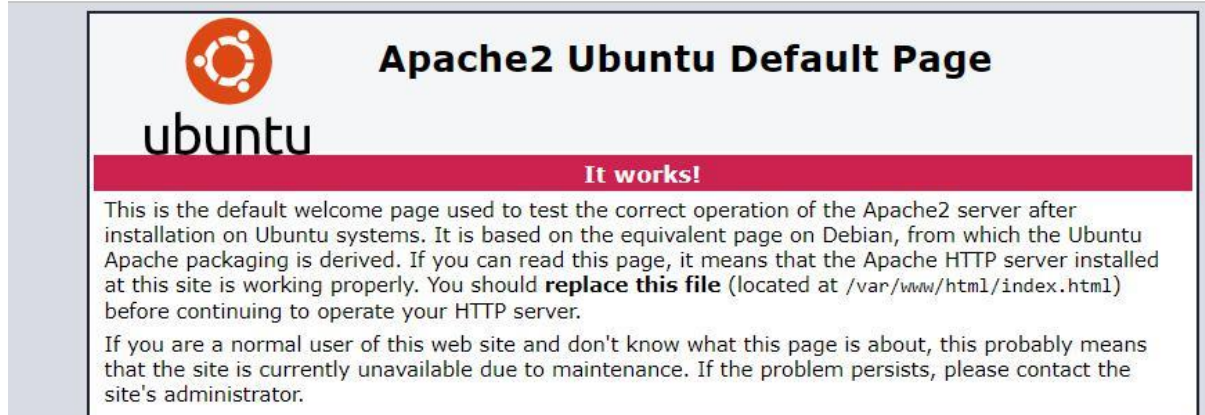 Apache2 Ubuntu Default Page
ubuntu
It works!
This is the default welcome page used to test the correct operation of the Apache2 server after
installation on Ubuntu systems. It is based on the equivalent page on Debian, from which the Ubuntu
Apache packaging is derived. If you can read this page, it means that the Apache HTTP server installed
at this site is working properly. You should replace this file (located at /var/www/html/index.html)
before continuing to operate your HTTP server.
If you are a normal user of this web site and don't know what this page is about, this probably means
that the site is currently unavailable due to maintenance. If the problem persists, please contact the
site's administrator.